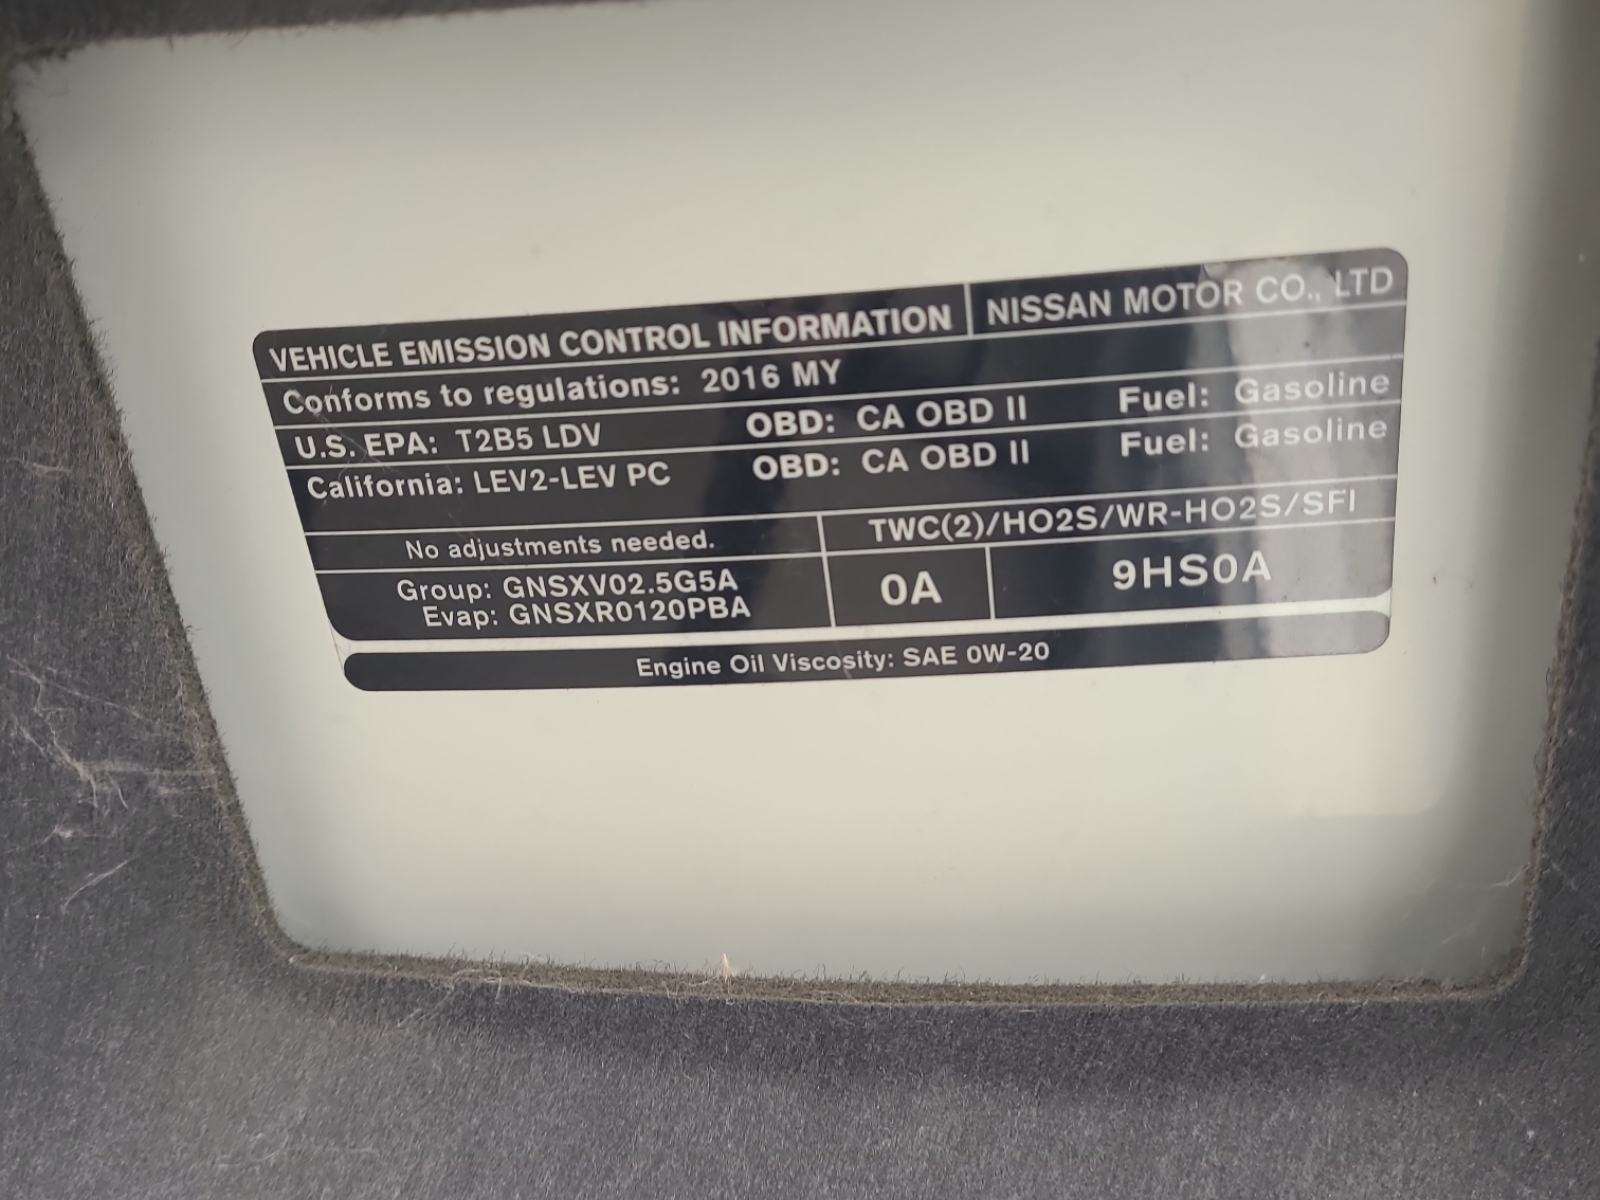 VEHICLE EMISSION CONTROL INFORMATION NISSAN MOTOR CO., LTD
Conforms to regulations: 2016 MY
U.S. EPA: T2B5 LDV OBD: CA OBD II Fuel: Gasoline
California: LEV2-LEV PC OBD: CA OBD II Fuel: Gasoline
No adjustments needed. TWC(2)/HO2S/WR-HO2S/SFI
Group: GNSXV02.5G5A 0A 9HS0A
Evap: GNSXR0120PBA
Engine Oil Viscosity: SAE 0W-20